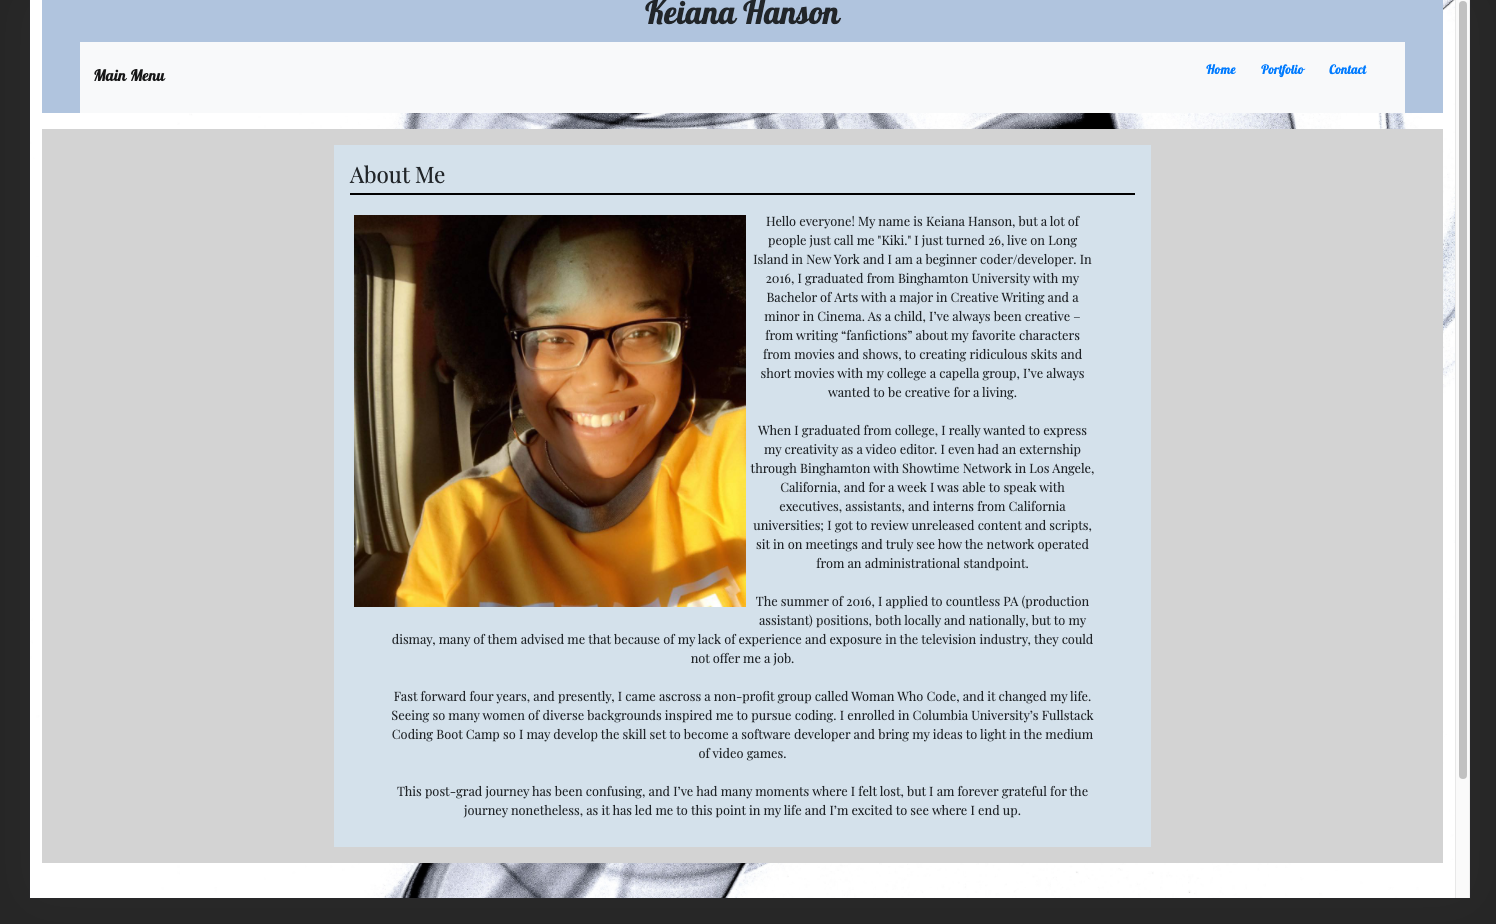 Keiana Hanson
Main Menu
Home Portfolio Contact
About Me
Hello everyone! My name is Keiana Hanson, but a lot of
people just call me "Kiki." I just turned 26, live on Long
Island in New York and I am a beginner coder/developer. In
2016, I graduated from Binghamton University with my
Bachelor of Arts with a major in Creative Writing and a
minor in Cinema. As a child, I’ve always been creative –
from writing “fanfictions” about my favorite characters
from movies and shows, to creating ridiculous skits and
short movies with my college a capella group, I’ve always
wanted to be creative for a living.
When I graduated from college, I really wanted to express
my creativity as a video editor. I even had an externship
through Binghamton with Showtime Network in Los Angele,
California, and for a week I was able to speak with
executives, assistants, and interns from California
universities; I got to review unreleased content and scripts,
sit in on meetings and truly see how the network operated
from an administrational standpoint.
The summer of 2016, I applied to countless PA (production
assistant) positions, both locally and nationally, but to my
dismay, many of them advised me that because of my lack of experience and exposure in the television industry, they could
not offer me a job.
Fast forward four years, and presently, I came ascross a non-profit group called Woman Who Code, and it changed my life.
Seeing so many women of diverse backgrounds inspired me to pursue coding. I enrolled in Columbia University’s Fullstack
Coding Boot Camp so I may develop the skill set to become a software developer and bring my ideas to light in the medium
of video games.
This post-grad journey has been confusing, and I’ve had many moments where I felt lost, but I am forever grateful for the
journey nonetheless, as it has led me to this point in my life and I’m excited to see where I end up.